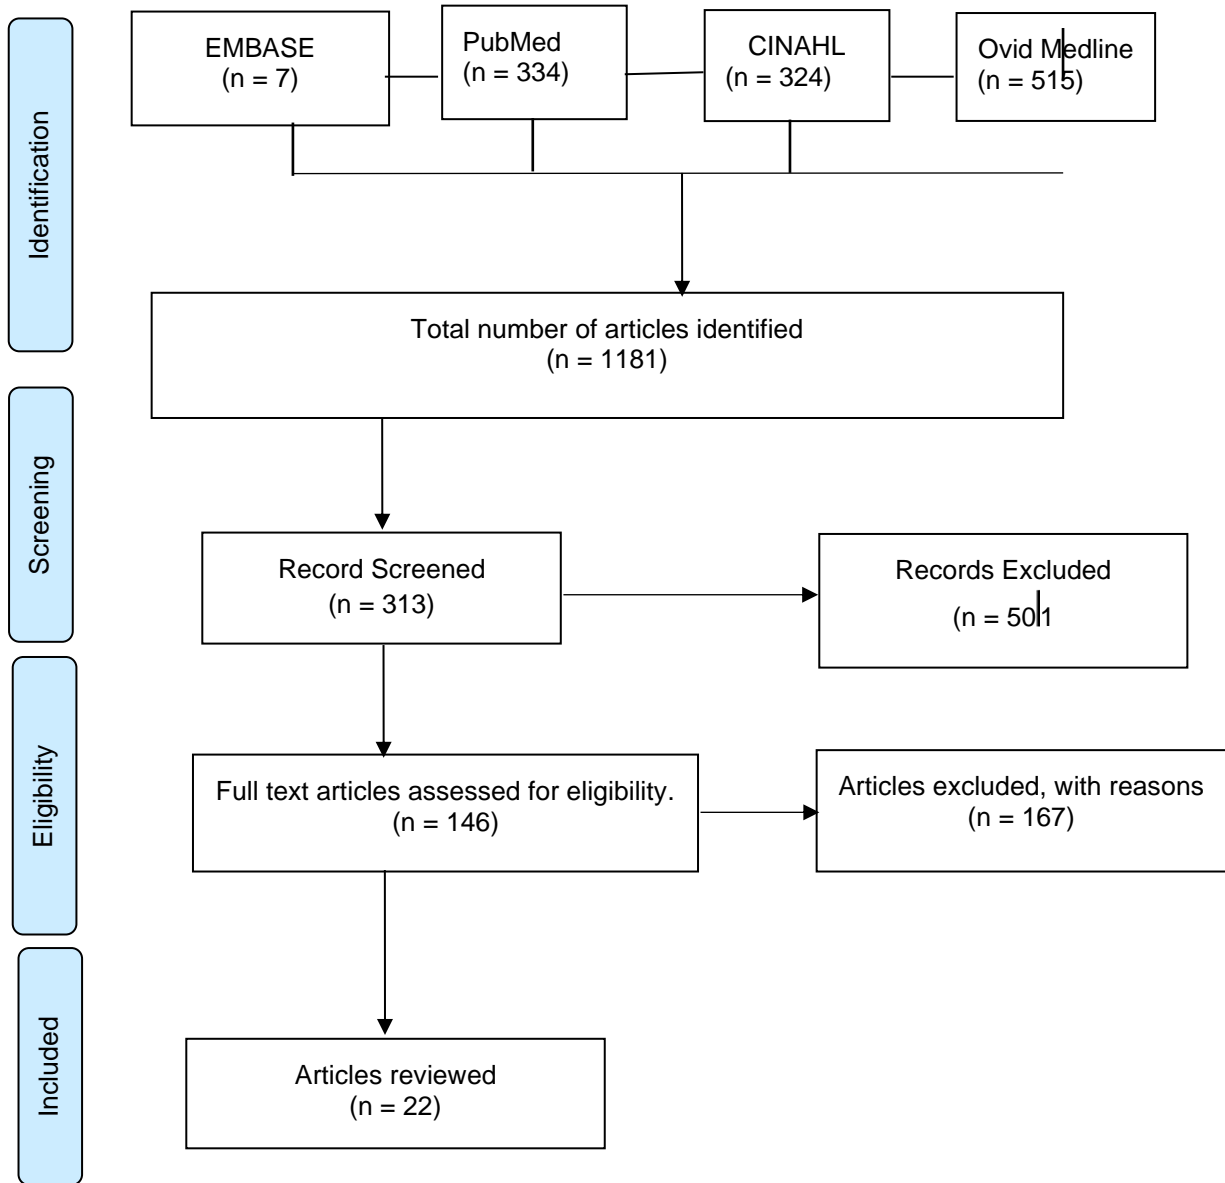 EMBASE
(n = 7)
PubMed
(n = 334)
CINAHL
(n = 324)
Ovid Medline
(n = 515)
Identification
Total number of articles identified
(n = 1181)
Screening
Record Screened
(n = 313)
Records Excluded
(n = 501
Eligibility
Full text articles assessed for eligibility.
(n = 146)
Articles excluded, with reasons
(n = 167)
Included
Articles reviewed
(n = 22)